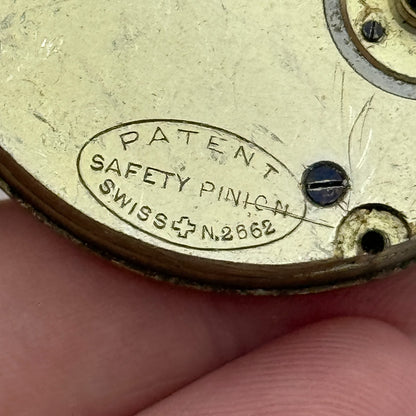 PATENT
SAFETY PINION
SWISS ✚ N. 2662